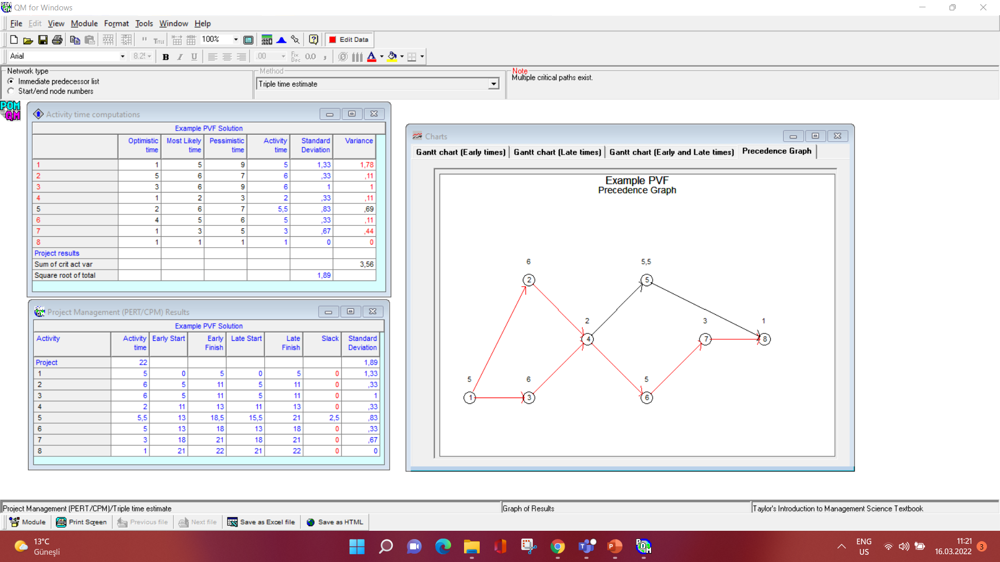 QM for Windows
File Edit View Module Format Tools Window Help
TITLE 100% Edit Data
Arial 8.2 B I U .00 Fix Dec 0.0 , A
Network type
Immediate predecessor list
Start/end node numbers
Method
Triple time estimate
Note
Multiple critical paths exist.
POM
QM
Activity time computations
Example PVF Solution
Optimistic time Most Likely time Pessimistic time Activity time Standard Deviation Variance
1 1 5 9 5 1,33 1,78
2 5 6 7 6 ,33 ,11
3 3 6 9 6 1 1
4 1 2 3 2 ,33 ,11
5 2 6 7 5,5 ,83 ,69
6 4 5 6 5 ,33 ,11
7 1 3 5 3 ,67 ,44
8 1 1 1 1 0 0
Project results
Sum of crit act var 3,56
Square root of total 1,89
Project Management (PERT/CPM) Results
Example PVF Solution
Activity Activity time Early Start Early Finish Late Start Late Finish Slack Standard Deviation
Project 22 1,89
1 5 0 5 0 5 0 1,33
2 6 5 11 5 11 0 ,33
3 6 5 11 5 11 0 1
4 2 11 13 11 13 0 ,33
5 5,5 13 18,5 15,5 21 2,5 ,83
6 5 13 18 13 18 0 ,33
7 3 18 21 18 21 0 ,67
8 1 21 22 21 22 0 0
Charts
Gantt chart (Early times) Gantt chart (Late times) Gantt chart (Early and Late times) Precedence Graph
Example PVF
Precedence Graph
6 5,5
2 5
2 3 1
4 7 8
5 6 5
1 3 6
Project Management (PERT/CPM)/Triple time estimate Graph of Results Taylor's Introduction to Management Science Textbook
Module Print Screen Previous file Next file Save as Excel file Save as HTML
13°C
Güneşli
ENG
US
11:21
16.03.2022
3